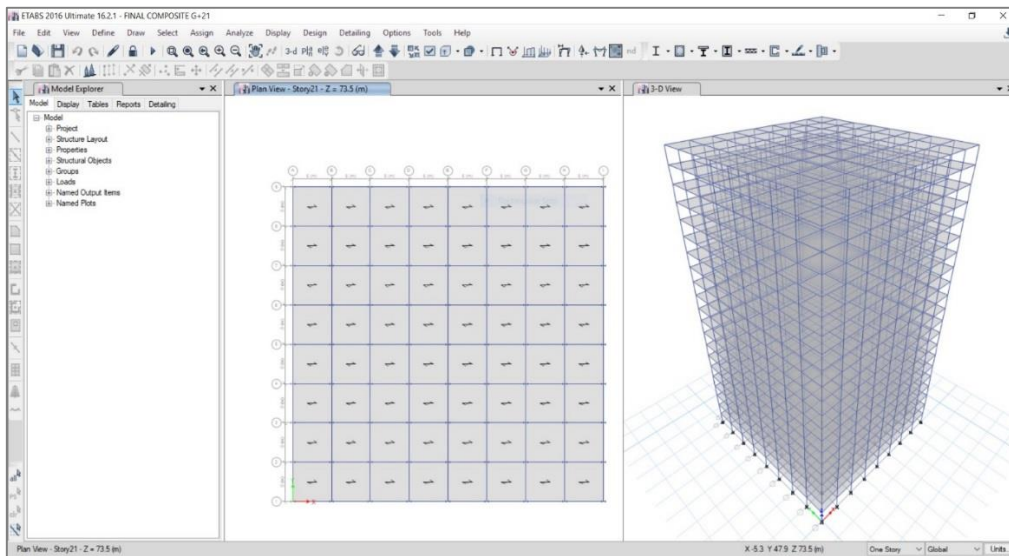 ETABS 2016 Ultimate 16.2.1 - FINAL COMPOSITE G+21
File Edit View Define Draw Select Assign Analyze Display Design Detailing Options Tools Help
3-d
nd
Model Explorer
Model Display Tables Reports Detailing
Model
Project
Structure Layout
Properties
Structural Objects
Groups
Loads
Named Output Items
Named Plots
Plan View - Story21 - Z = 73.5 (m)
3-D View
Plan View - Story21 - Z = 73.5 (m)
X -5.3 Y 47.9 Z 73.5 (m)
One Story
Global
Units...